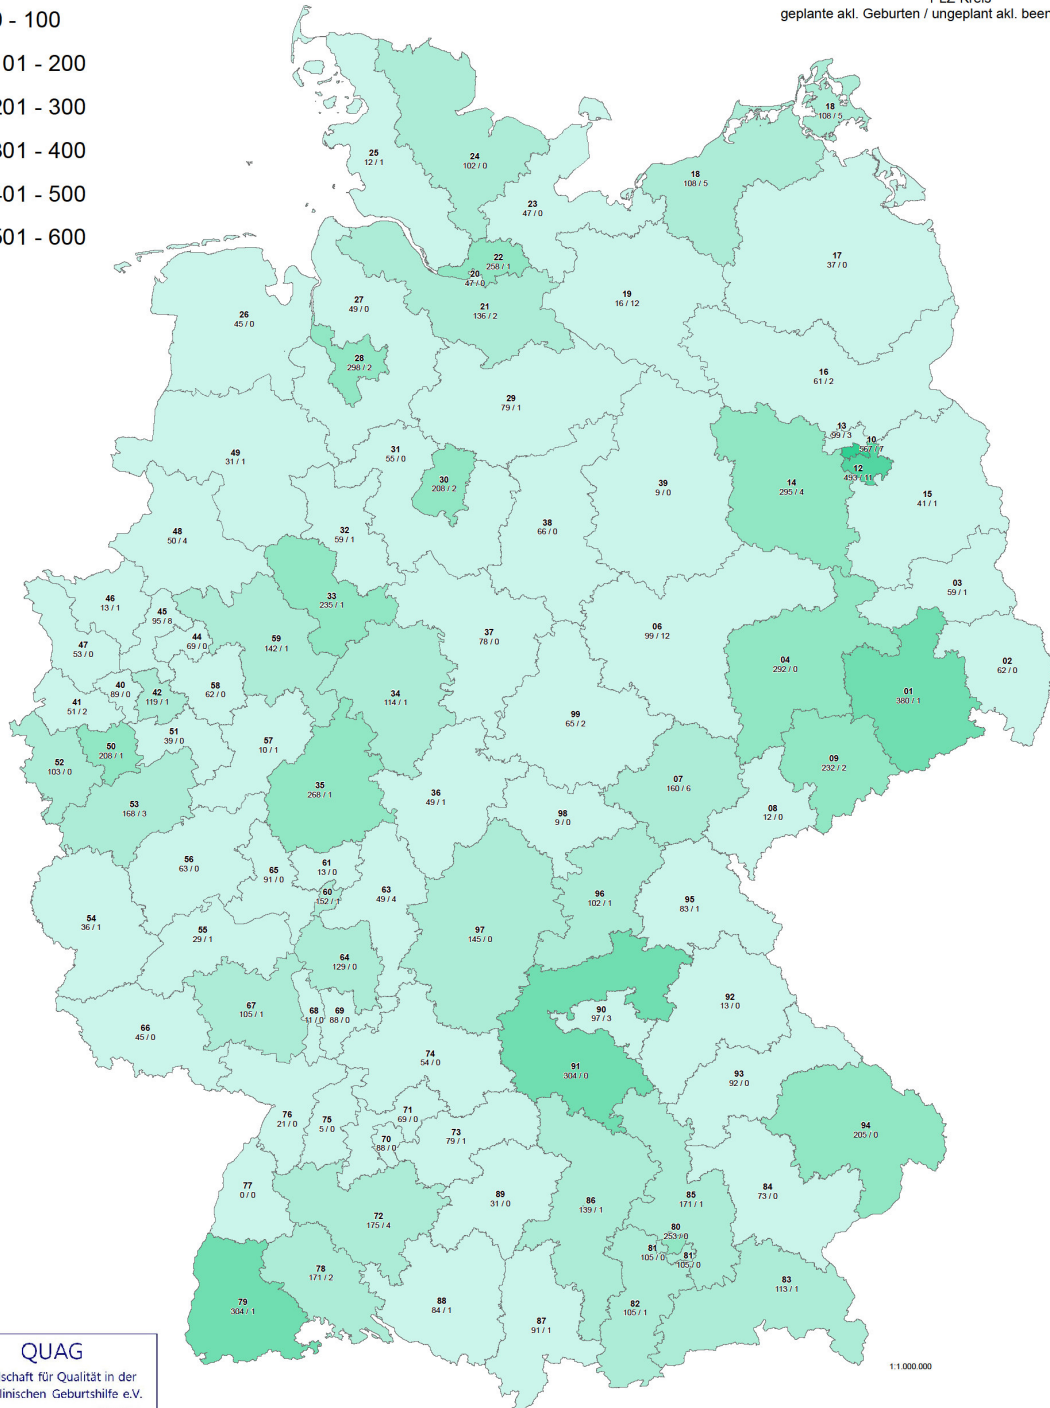 0 - 100
101 - 200
201 - 300
301 - 400
401 - 500
501 - 600
PLZ-Kreis
geplante akl. Geburten / ungeplant akl. been
18
108 / 5
25
12 / 1
24
102 / 0
18
108 / 5
23
47 / 0
22
258 / 1
17
37 / 0
20
47 / 0
27
49 / 0
19
16 / 12
21
136 / 2
26
45 / 0
28
298 / 2
16
61 / 2
29
79 / 1
13
99 / 3
10
567 / 7
31
55 / 0
49
31 / 1
12
493 / 11
30
208 / 2
39
9 / 0
14
295 / 4
15
41 / 1
38
66 / 0
48
50 / 4
32
59 / 1
03
59 / 1
46
13 / 1
33
235 / 1
45
95 / 8
44
69 / 0
59
142 / 1
37
78 / 0
06
99 / 12
47
53 / 0
04
292 / 0
02
62 / 0
40
89 / 0
42
119 / 1
58
62 / 0
34
114 / 1
01
380 / 1
41
51 / 2
99
65 / 2
51
39 / 0
57
10 / 1
50
208 / 1
52
103 / 0
09
232 / 2
07
160 / 6
35
268 / 1
36
49 / 1
53
168 / 3
98
9 / 0
08
12 / 0
56
63 / 0
65
91 / 0
61
13 / 0
60
152 / 1
63
49 / 4
96
102 / 1
95
83 / 1
54
36 / 1
55
29 / 1
97
145 / 0
64
129 / 0
92
13 / 0
67
105 / 1
68
11 / 0
69
88 / 0
90
97 / 3
66
45 / 0
74
54 / 0
91
304 / 0
93
92 / 0
76
21 / 0
75
5 / 0
71
69 / 0
73
79 / 1
94
205 / 0
70
88 / 0
77
0 / 0
89
31 / 0
84
73 / 0
86
139 / 1
85
171 / 1
72
175 / 4
80
253 / 0
81
105 / 0
81
105 / 0
78
171 / 2
83
113 / 1
79
304 / 1
88
84 / 1
82
105 / 1
87
91 / 1
QUAG
lschaft für Qualität in der
linischen Geburtshilfe e.V.
1:1.000.000